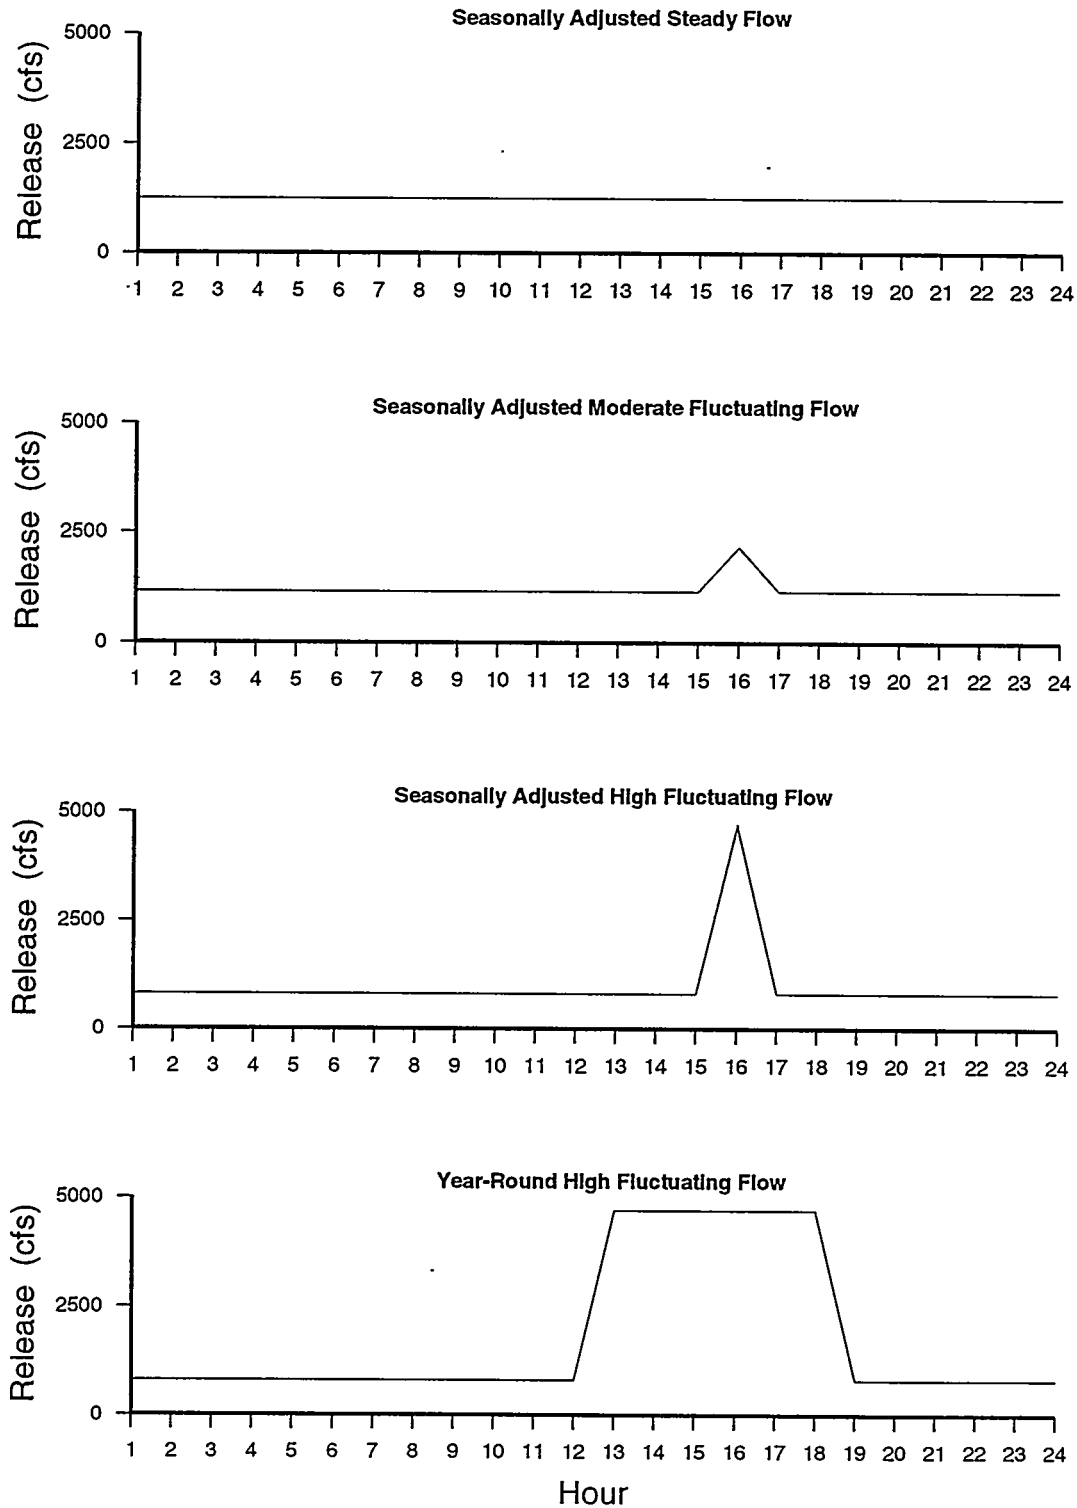 Seasonally Adjusted Steady Flow
5000
2500
0
Release (cfs)
1 2 3 4 5 6 7 8 9 10 11 12 13 14 15 16 17 18 19 20 21 22 23 24
Seasonally Adjusted Moderate Fluctuating Flow
5000
2500
0
Release (cfs)
1 2 3 4 5 6 7 8 9 10 11 12 13 14 15 16 17 18 19 20 21 22 23 24
Seasonally Adjusted High Fluctuating Flow
5000
2500
0
Release (cfs)
1 2 3 4 5 6 7 8 9 10 11 12 13 14 15 16 17 18 19 20 21 22 23 24
Year-Round High Fluctuating Flow
5000
2500
0
Release (cfs)
1 2 3 4 5 6 7 8 9 10 11 12 13 14 15 16 17 18 19 20 21 22 23 24
Hour